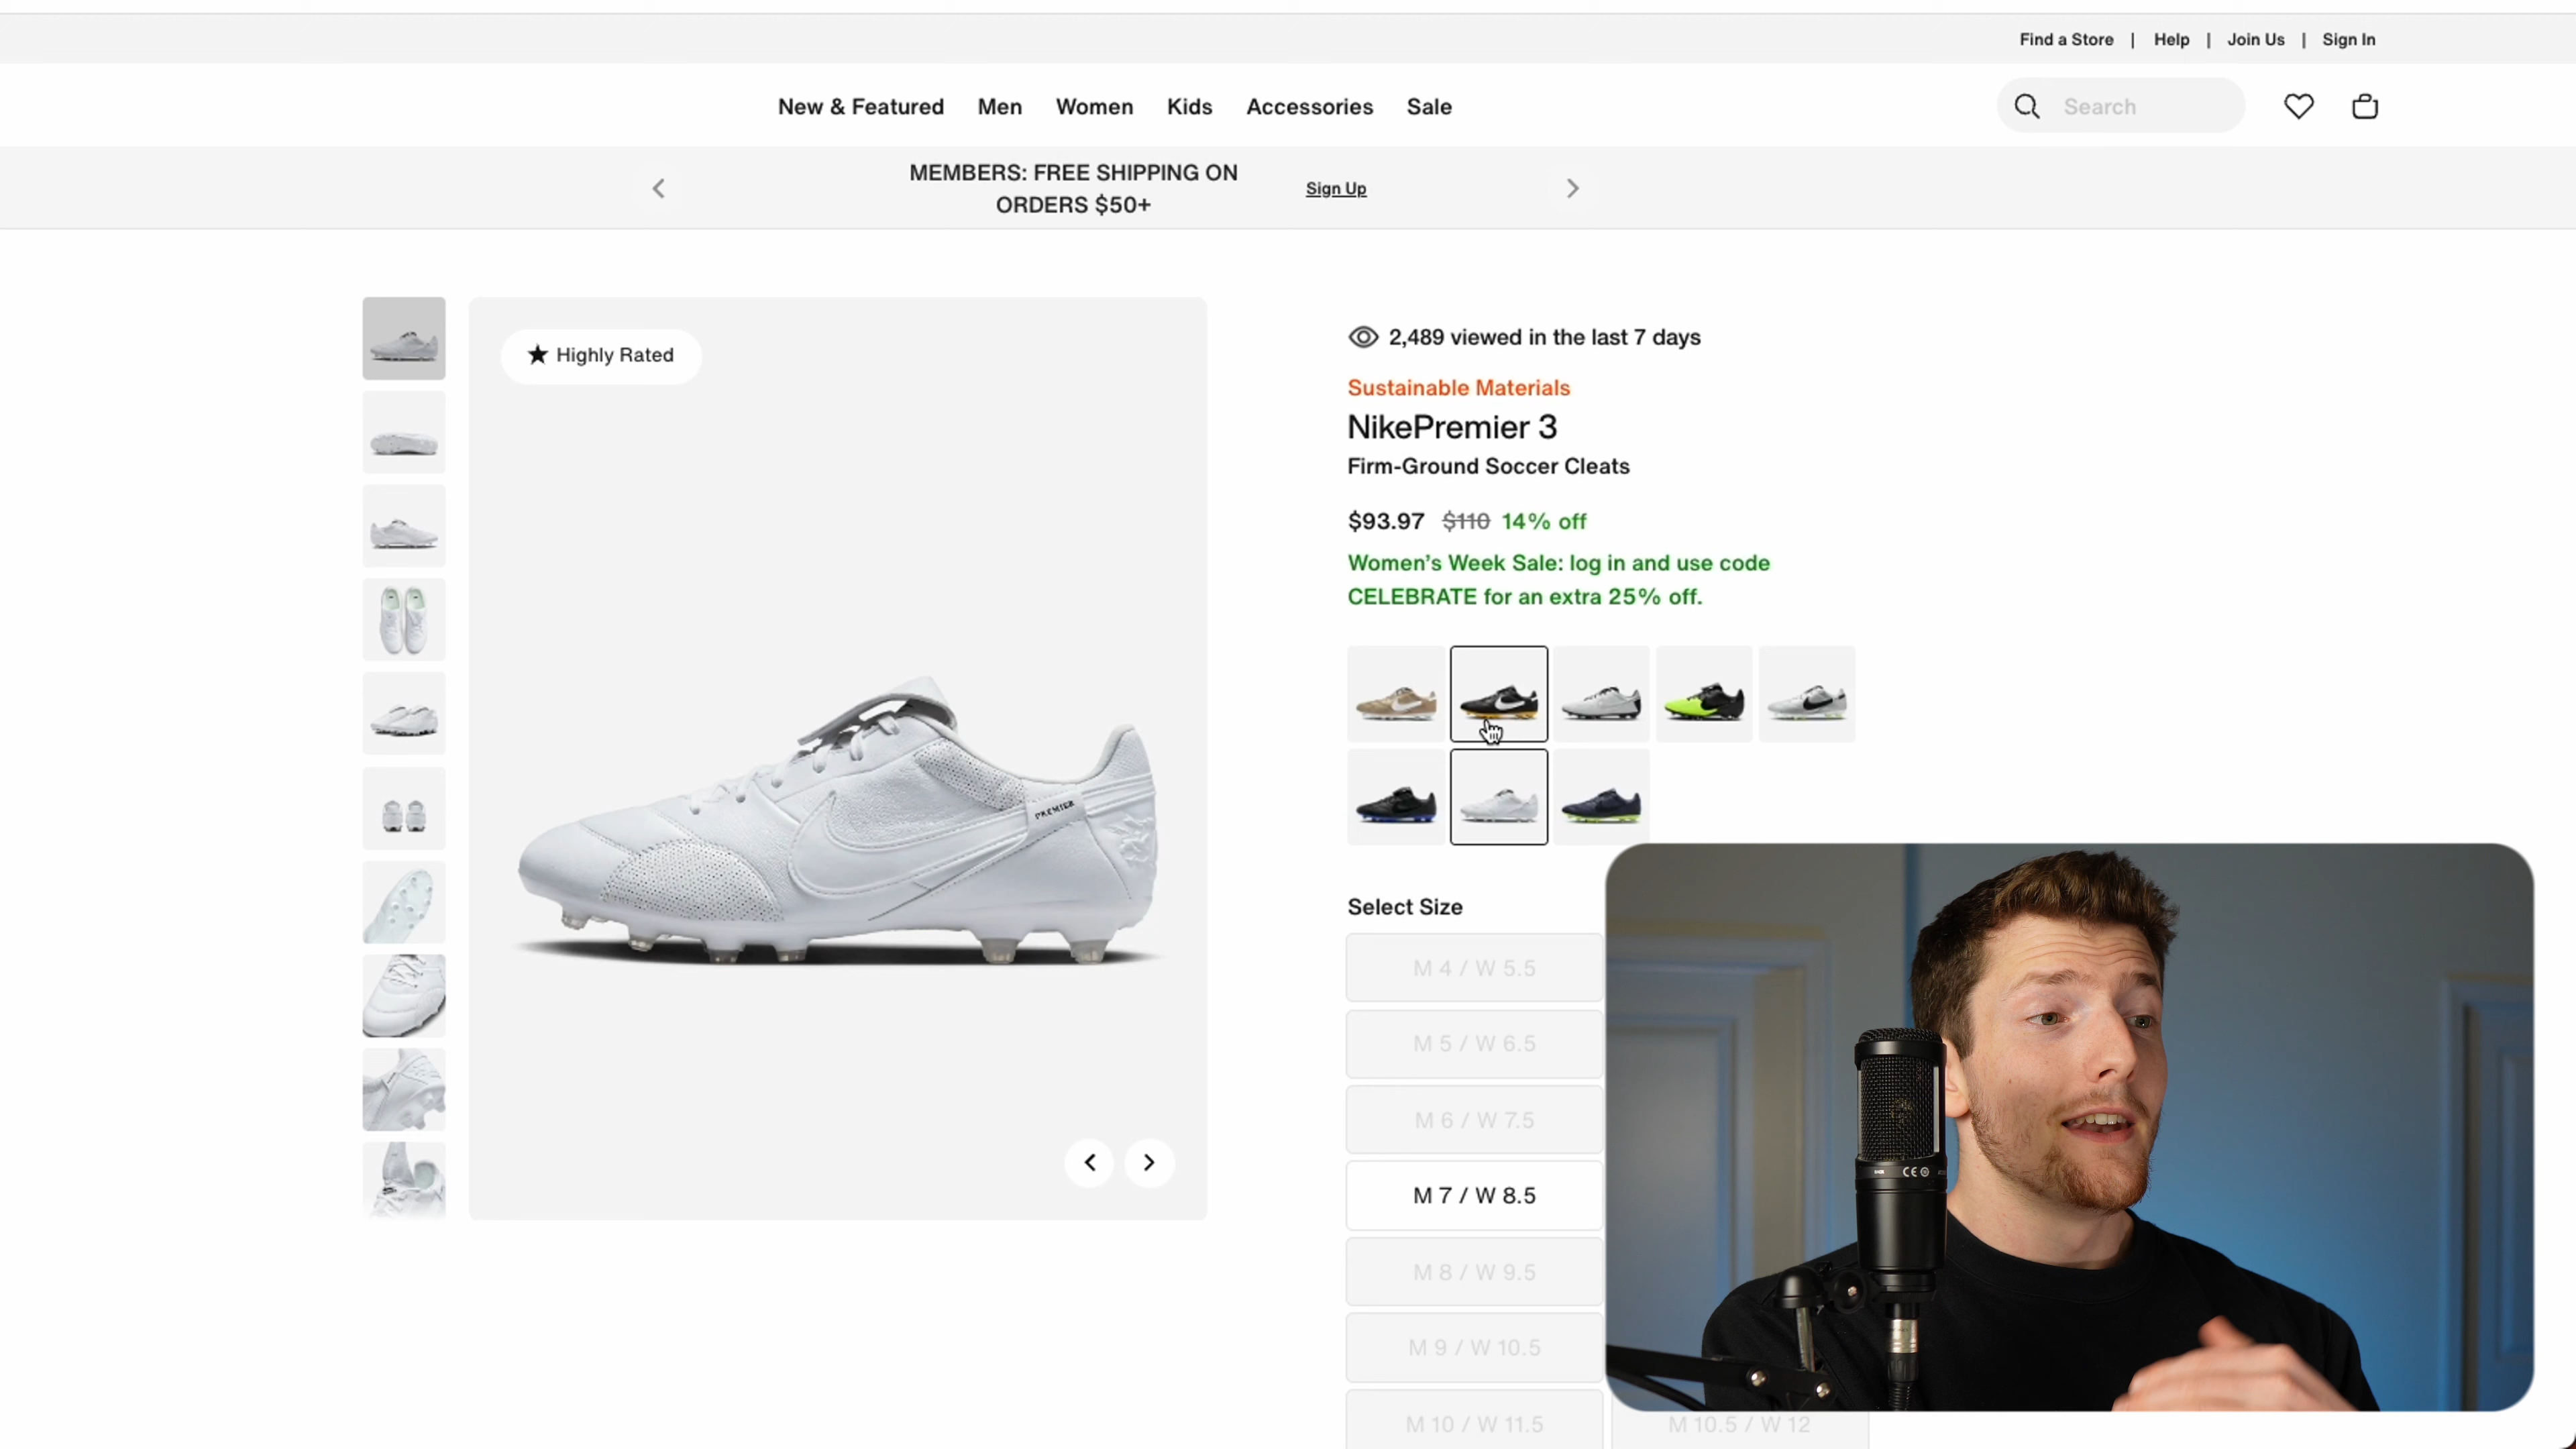 Find a Store | Help | Join Us | Sign In
New & Featured Men Women Kids Accessories Sale
Search
MEMBERS: FREE SHIPPING ON
ORDERS $50+
Sign Up
★ Highly Rated
PREMIER
2,489 viewed in the last 7 days
Sustainable Materials
NikePremier 3
Firm-Ground Soccer Cleats
$93.97 $110 14% off
Women's Week Sale: log in and use code
CELEBRATE for an extra 25% off.
Select Size
M 4 / W 5.5
M 5 / W 6.5
M 6 / W 7.5
M 7 / W 8.5
M 8 / W 9.5
M 9 / W 10.5
M 10 / W 11.5
M 10.5 / W 12
CE